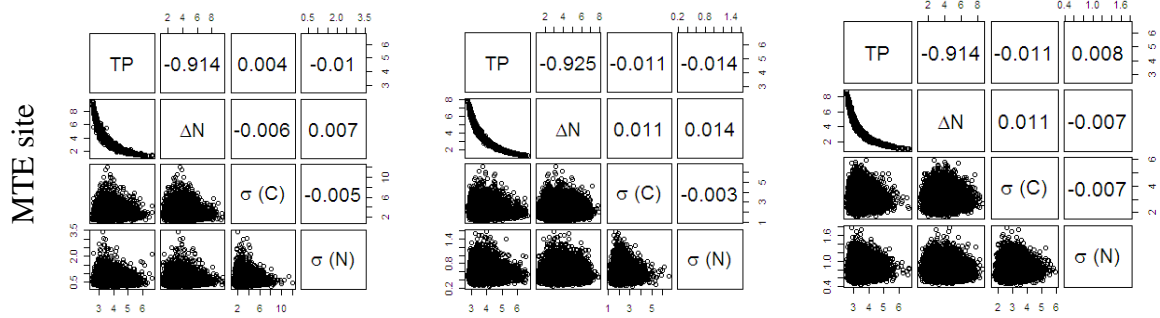 2 4 6 8 0.5 1.5 2.5 3.5
TP -0.914 0.004 -0.01 3 4 5 6
2 4 6 8 ΔN -0.006 0.007
σ (C) -0.005 2 6 10
0.5 2.0 3.5 σ (N)
3 4 5 6 2 6 10
2 4 6 8 0.2 0.8 1.4
TP -0.925 -0.011 -0.014 3 4 5 6
2 4 6 8 ΔN 0.011 0.014
σ (C) -0.003 1 3 5
0.2 0.8 1.4 σ (N)
3 4 5 6 1 3 5
2 4 6 8 0.4 1.0 1.6
TP -0.914 -0.011 0.008 3 4 5 6
2 4 6 8 ΔN 0.011 -0.007
σ (C) -0.007 2 4 6
0.4 1.0 1.6 σ (N)
3 4 5 6 2 3 4 5 6
MTE site